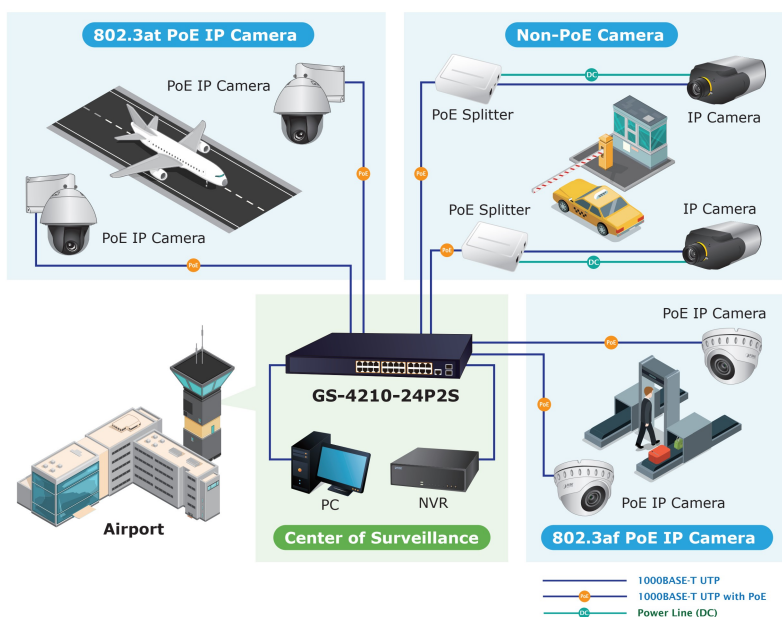 802.3at PoE IP Camera
PoE IP Camera
PoE
PoE IP Camera
PoE
Non-PoE Camera
DC
PoE Splitter
IP Camera
PoE
PoE Splitter
IP Camera
PoE
DC
GS-4210-24P2S
PC
NVR
Center of Surveillance
Airport
PoE IP Camera
PoE
PoE
PoE IP Camera
802.3af PoE IP Camera
1000BASE-T UTP
PoE
1000BASE-T UTP with PoE
DC
Power Line (DC)